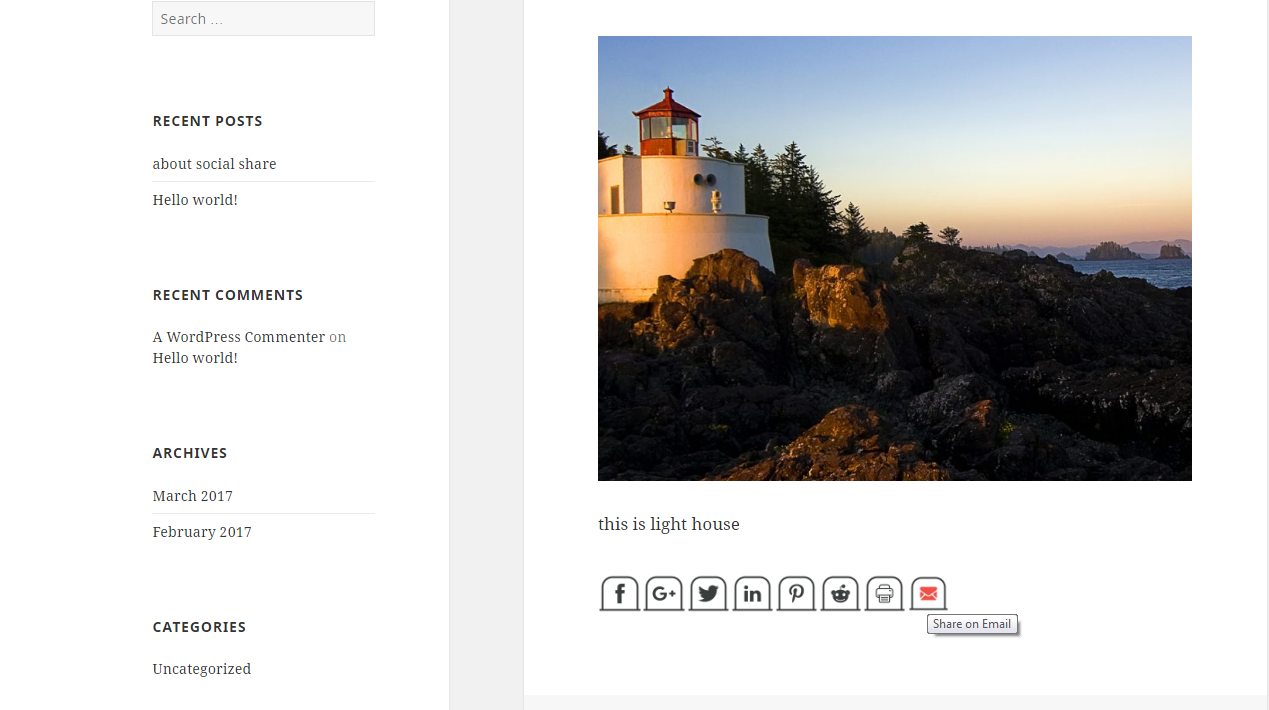 Search ...
RECENT POSTS
about social share
Hello world!
RECENT COMMENTS
A WordPress Commenter on
Hello world!
ARCHIVES
March 2017
February 2017
CATEGORIES
Uncategorized
this is light house
f G+ in
Share on Email